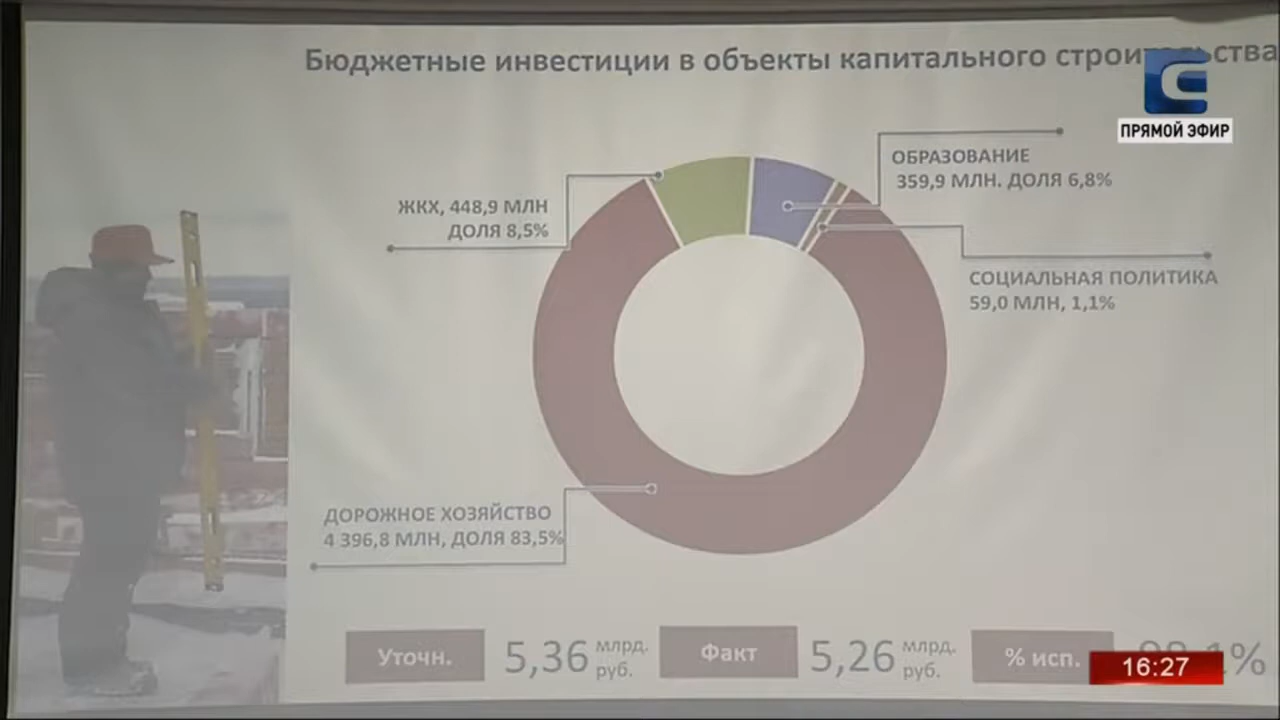 Бюджетные инвестиции в объекты капитального строительства
ПРЯМОЙ ЭФИР
ОБРАЗОВАНИЕ
359,9 МЛН. ДОЛЯ 6,8%
ЖКХ, 448,9 МЛН
ДОЛЯ 8,5%
СОЦИАЛЬНАЯ ПОЛИТИКА
59,0 МЛН, 1,1%
ДОРОЖНОЕ ХОЗЯЙСТВО
4 396,8 МЛН, ДОЛЯ 83,5%
Уточн.
5,36 млрд.
руб.
Факт
5,26 млрд.
руб.
% исп.
16:27